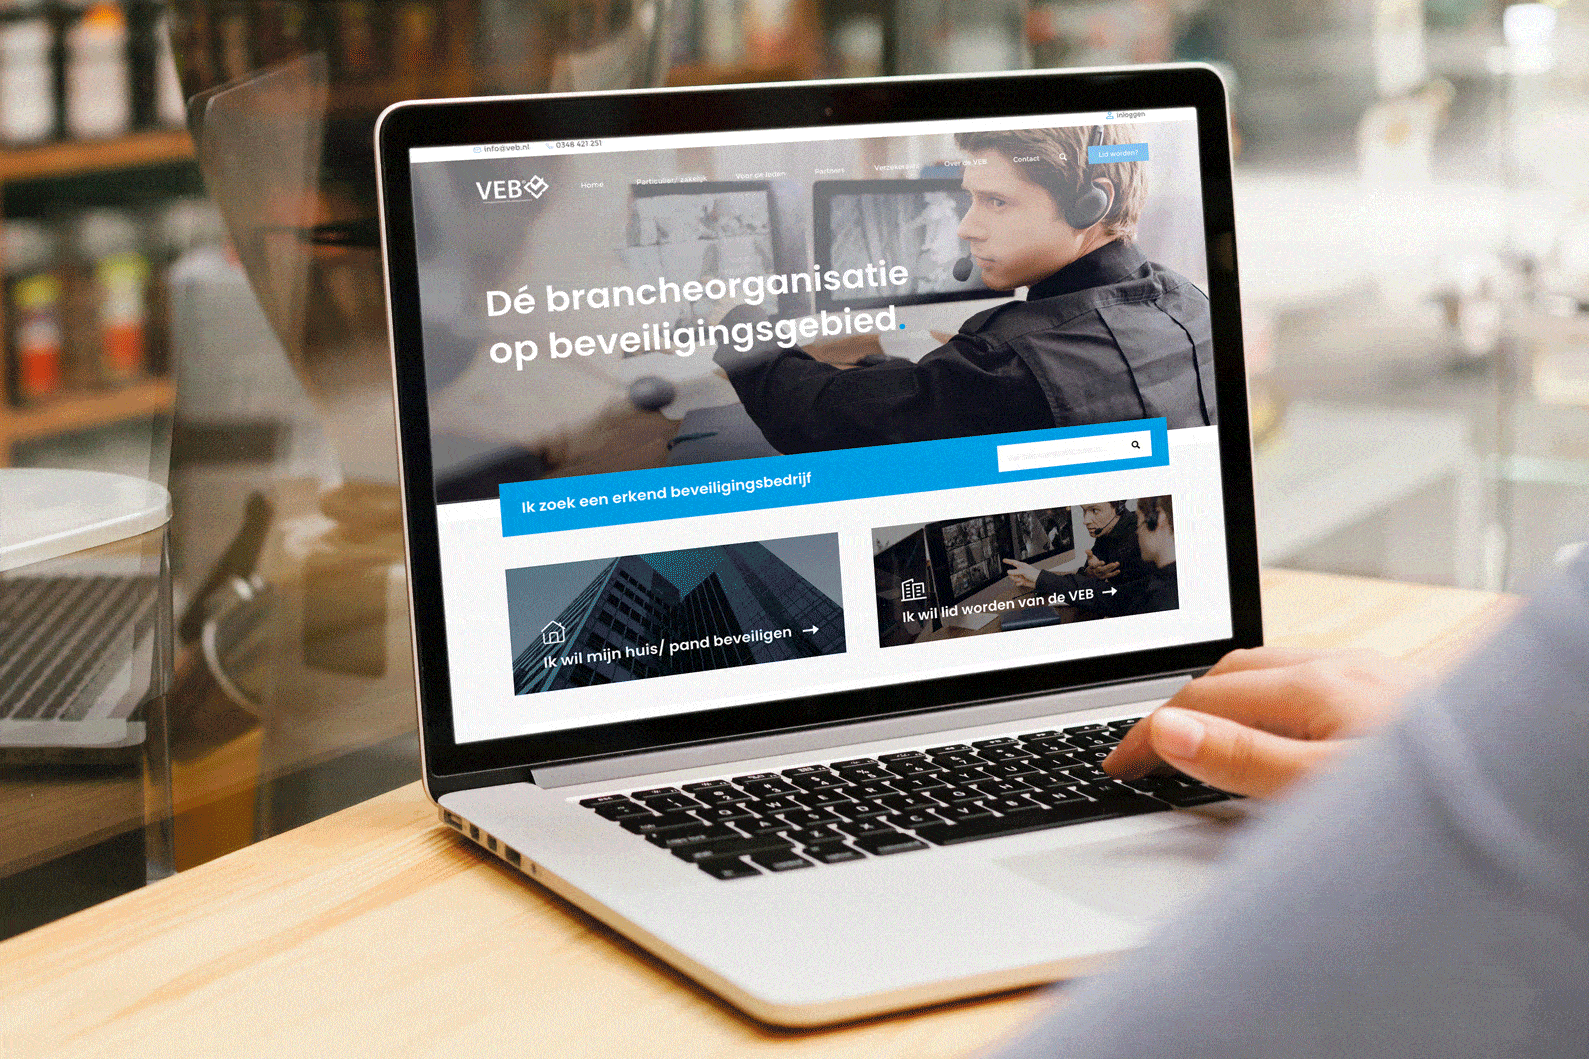 info@veb.nl 0348 421 251
inloggen
VEB
Home Particulier/ zakelijk Voor de leden Partners Verzekeraars Over de VEB Contact Lid worden?
Dé brancheorganisatie
op beveiligingsgebied.
Ik zoek een erkend beveiligingsbedrijf
Ik wil mijn huis/ pand beveiligen →
Ik wil lid worden van de VEB →